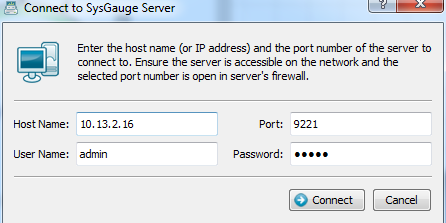 Connect to SysGauge Server
?
Enter the host name (or IP address) and the port number of the server
to connect to. Ensure the server is accessible on the network and the
selected port number is open in server's firewall.
Host Name: 10.13.2.16 Port: 9221
User Name: admin Password: •••••
Connect Cancel